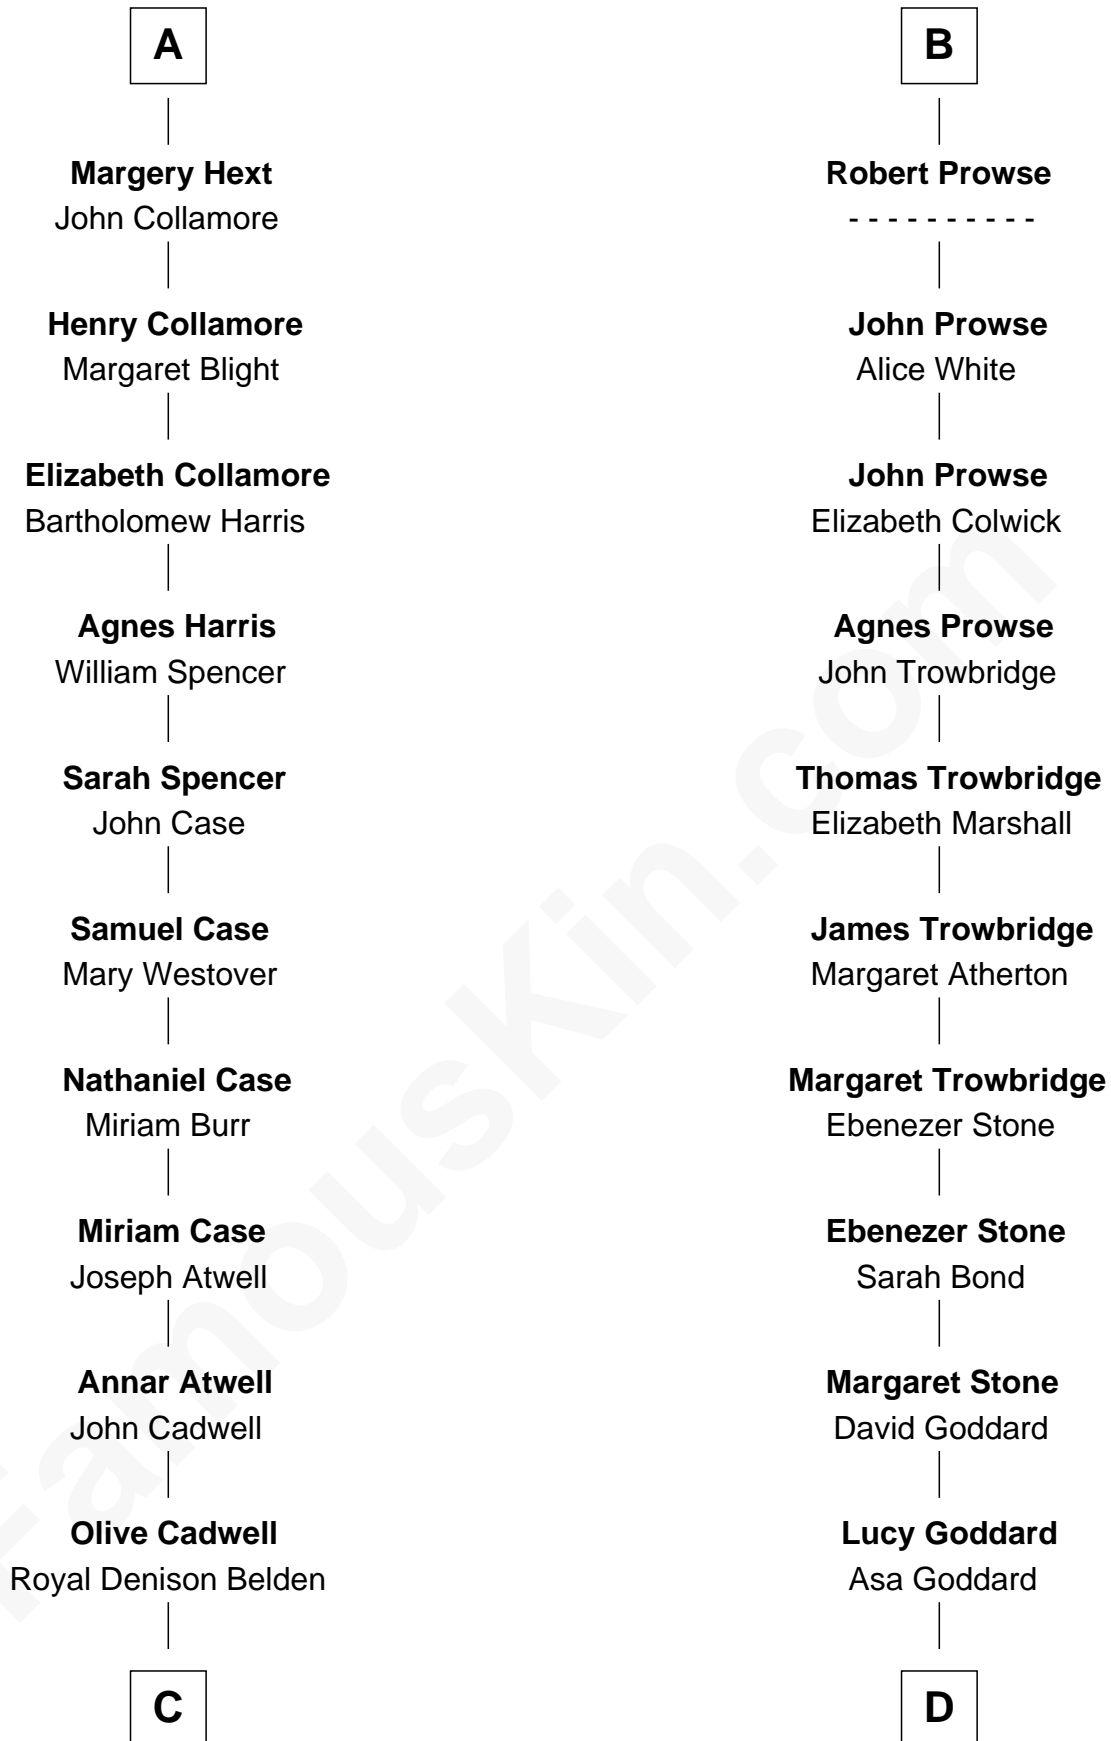 A
Margery Hext
John Collamore
Henry Collamore
Margaret Blight
Elizabeth Collamore
Bartholomew Harris
Agnes Harris
William Spencer
Sarah Spencer
John Case
Samuel Case
Mary Westover
Nathaniel Case
Miriam Burr
Miriam Case
Joseph Atwell
Annar Atwell
John Cadwell
Olive Cadwell
Royal Denison Belden
C
B
Robert Prowse
- - - - - - - - - -
John Prowse
Alice White
John Prowse
Elizabeth Colwick
Agnes Prowse
John Trowbridge
Thomas Trowbridge
Elizabeth Marshall
James Trowbridge
Margaret Atherton
Margaret Trowbridge
Ebenezer Stone
Ebenezer Stone
Sarah Bond
Margaret Stone
David Goddard
Lucy Goddard
Asa Goddard
D
FamousKin.com